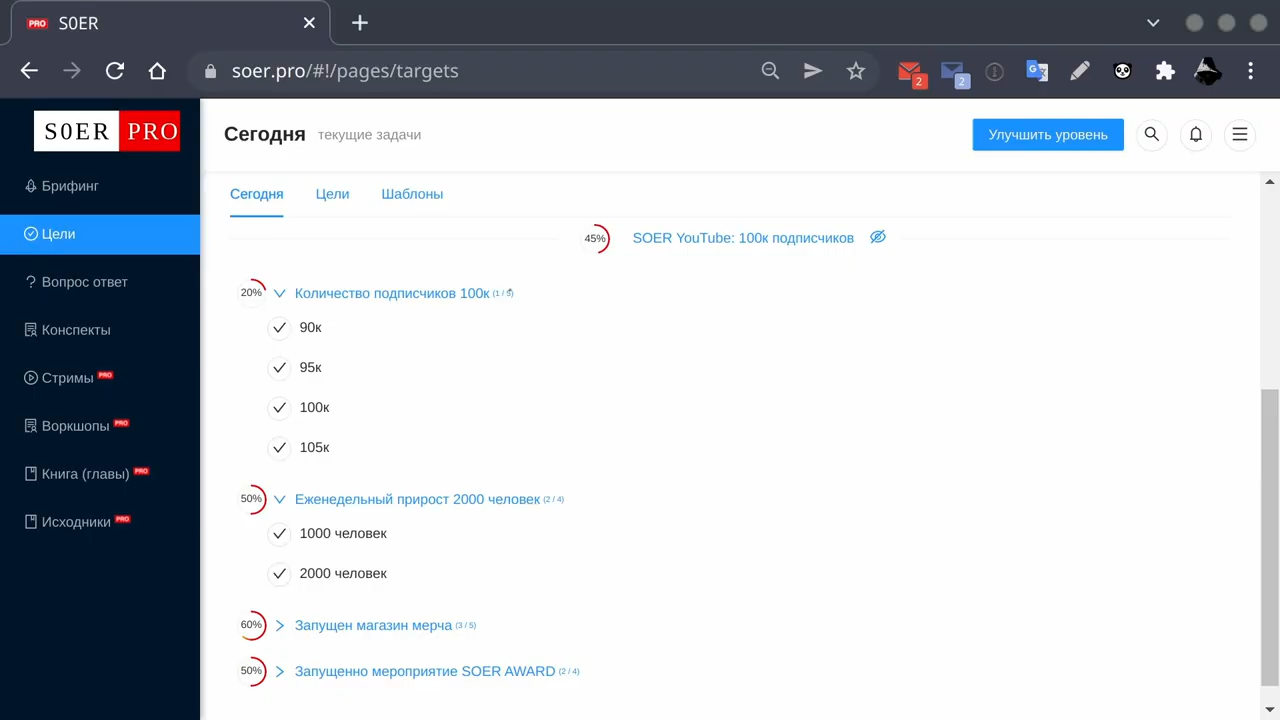 PRO S0ER
soer.pro/#!/pages/targets
2
2
S0ER PRO
Сегодня текущие задачи
Улучшить уровень
Брифинг
Цели
Вопрос ответ
Конспекты
Стримы PRO
Воркшопы PRO
Книга (главы) PRO
Исходники PRO
Сегодня Цели Шаблоны
45% SOER YouTube: 100к подписчиков
20% Количество подписчиков 100к (1 / 5)
90к
95к
100к
105к
50% Еженедельный прирост 2000 человек (2 / 4)
1000 человек
2000 человек
60% Запущен магазин мерча (3 / 5)
50% Запущенно мероприятие SOER AWARD (2 / 4)